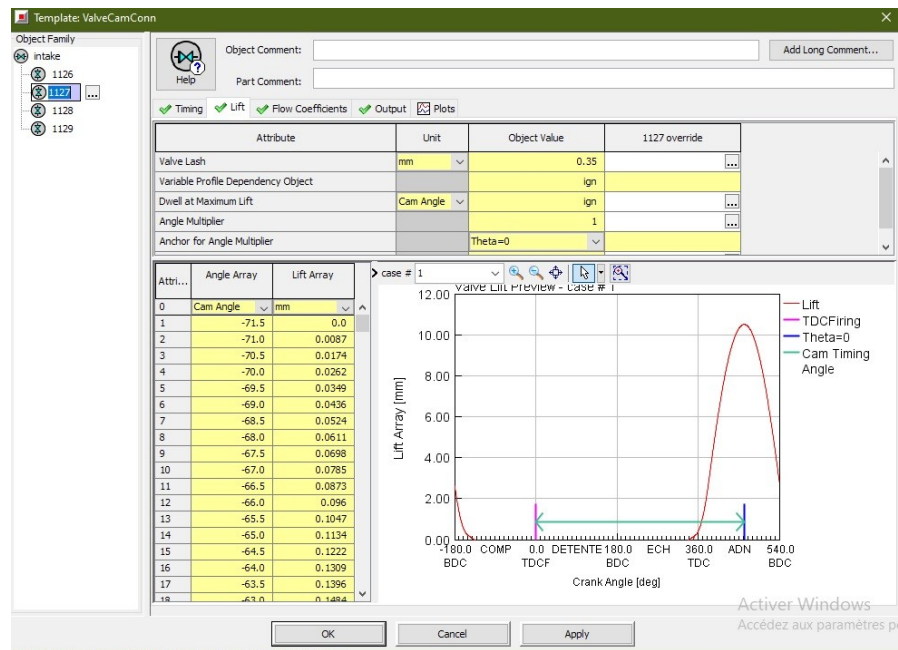 Template: ValveCamConn
Object Family
intake
1126
1127 ...
1128
1129
Help
Object Comment:
Add Long Comment...
Part Comment:
Timing Lift Flow Coefficients Output Plots
Attribute Unit Object Value 1127 override
Valve Lash mm 0.35 ...
Variable Profile Dependency Object ign
Dwell at Maximum Lift Cam Angle ign ...
Angle Multiplier 1 ...
Anchor for Angle Multiplier Theta=0
Attri... Angle Array Lift Array
0 Cam Angle mm
1 -71.5 0.0
2 -71.0 0.0087
3 -70.5 0.0174
4 -70.0 0.0262
5 -69.5 0.0349
6 -69.0 0.0436
7 -68.5 0.0524
8 -68.0 0.0611
9 -67.5 0.0698
10 -67.0 0.0785
11 -66.5 0.0873
12 -66.0 0.096
13 -65.5 0.1047
14 -65.0 0.1134
15 -64.5 0.1222
16 -64.0 0.1309
17 -63.5 0.1396
18 -63.0 0.1484
case # 1
Valve Lift Preview - case # 1
12.00
10.00
8.00
6.00
4.00
2.00
0.00
Lift Array [mm]
-180.0 COMP 0.0 DETENTE 180.0 ECH 360.0 ADN 540.0
BDC TDCF BDC TDC BDC
Crank Angle [deg]
Lift
TDCFiring
Theta=0
Cam Timing
Angle
OK Cancel Apply
Activer Windows
Accédez aux paramètres